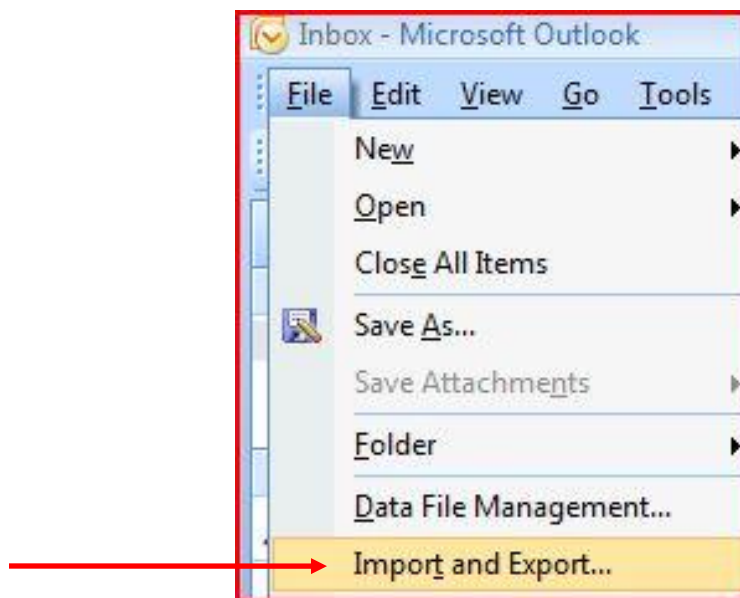 Inbox - Microsoft Outlook
File Edit View Go Tools
New
Open
Close All Items
Save As...
Save Attachments
Folder
Data File Management...
Import and Export...